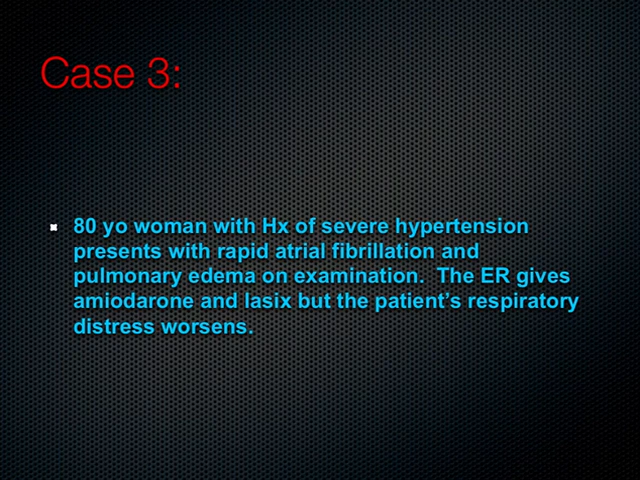 Case 3:
80 yo woman with Hx of severe hypertension
presents with rapid atrial fibrillation and
pulmonary edema on examination.  The ER gives
amiodarone and lasix but the patient’s respiratory
distress worsens.